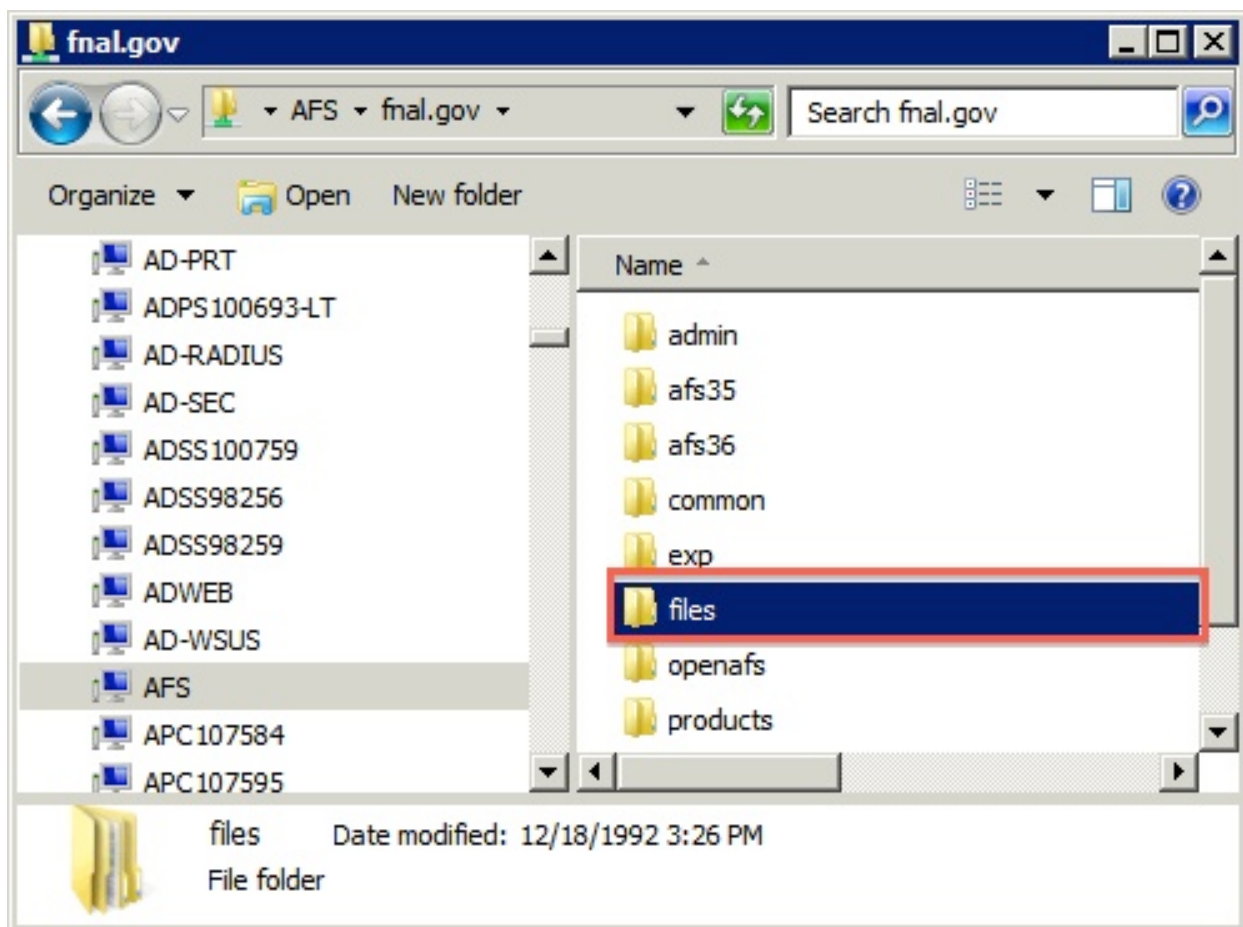 fnal.gov
AFS fnal.gov
Search fnal.gov
Organize Open New folder
AD-PRT
ADPS100693-LT
AD-RADIUS
AD-SEC
ADSS100759
ADSS98256
ADSS98259
ADWEB
AD-WSUS
AFS
APC107584
APC107595
Name
admin
afs35
afs36
common
exp
files
openafs
products
files Date modified: 12/18/1992 3:26 PM
File folder